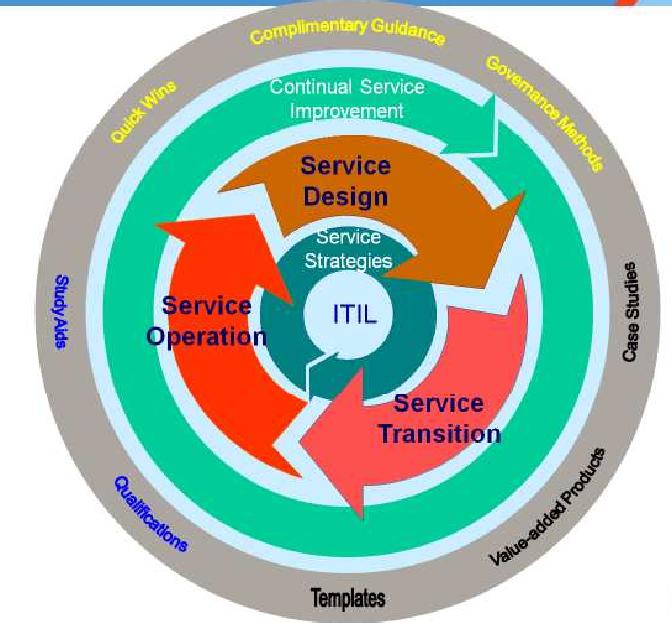 Complimentary Guidance
Quick Wins
Governance Methods
Continual Service
Improvement
Service
Design
Service
Strategies
Study Aids
Service
Operation
ITIL
Case Studies
Service
Transition
Qualifications
Value-added Products
Templates